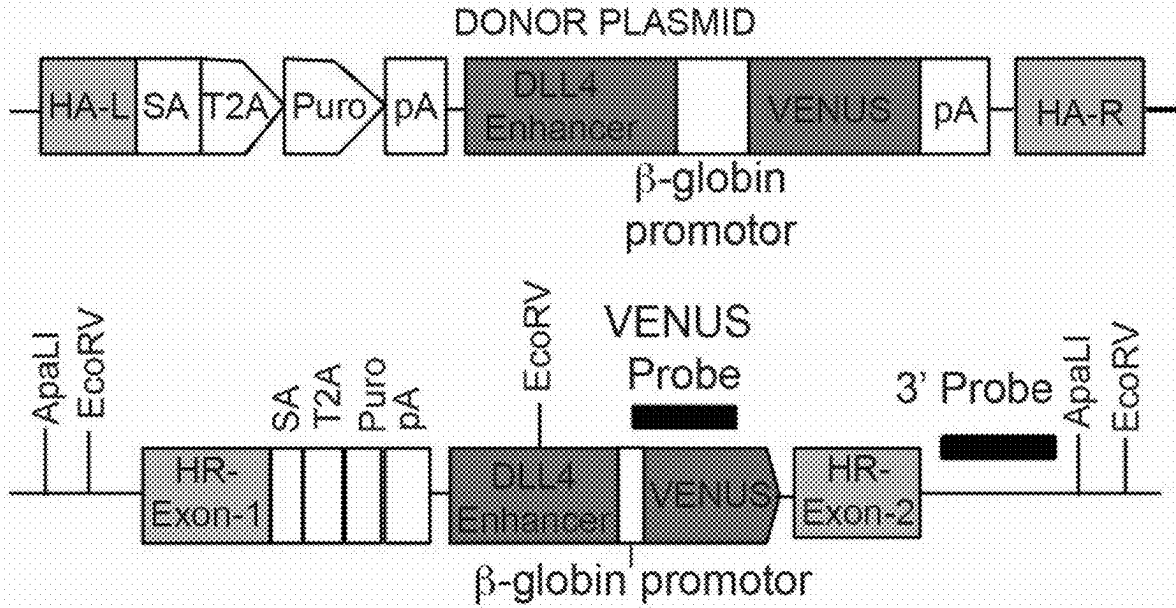 DONOR PLASMID
HA-L SA T2A Puro pA DLL4 Enhancer VENUS pA HA-R
β-globin
promotor
ApaLI
EcoRV
SA
T2A
Puro
pA
EcoRV
VENUS
Probe
3' Probe
ApaLI
EcoRV
HR-
Exon-1
DLL4
Enhancer
VENUS
HR-
Exon-2
β-globin promotor